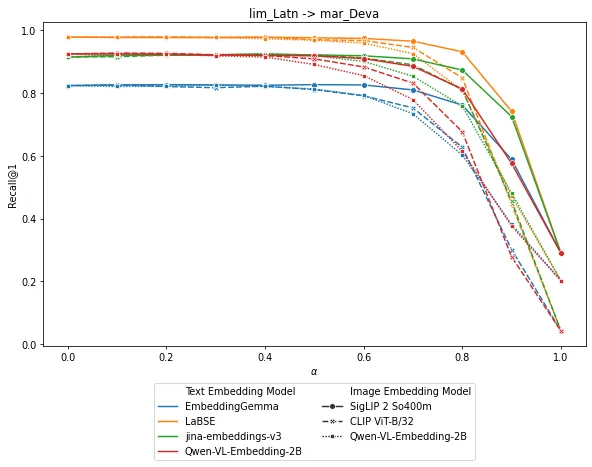 lim_Latn -> mar_Deva
1.0
0.8
0.6
0.4
0.2
0.0
Recall@1
0.0 0.2 0.4 0.6 0.8 1.0
α
Text Embedding Model Image Embedding Model
EmbeddingGemma SigLIP 2 So400m
LaBSE CLIP ViT-B/32
jina-embeddings-v3 Qwen-VL-Embedding-2B
Qwen-VL-Embedding-2B